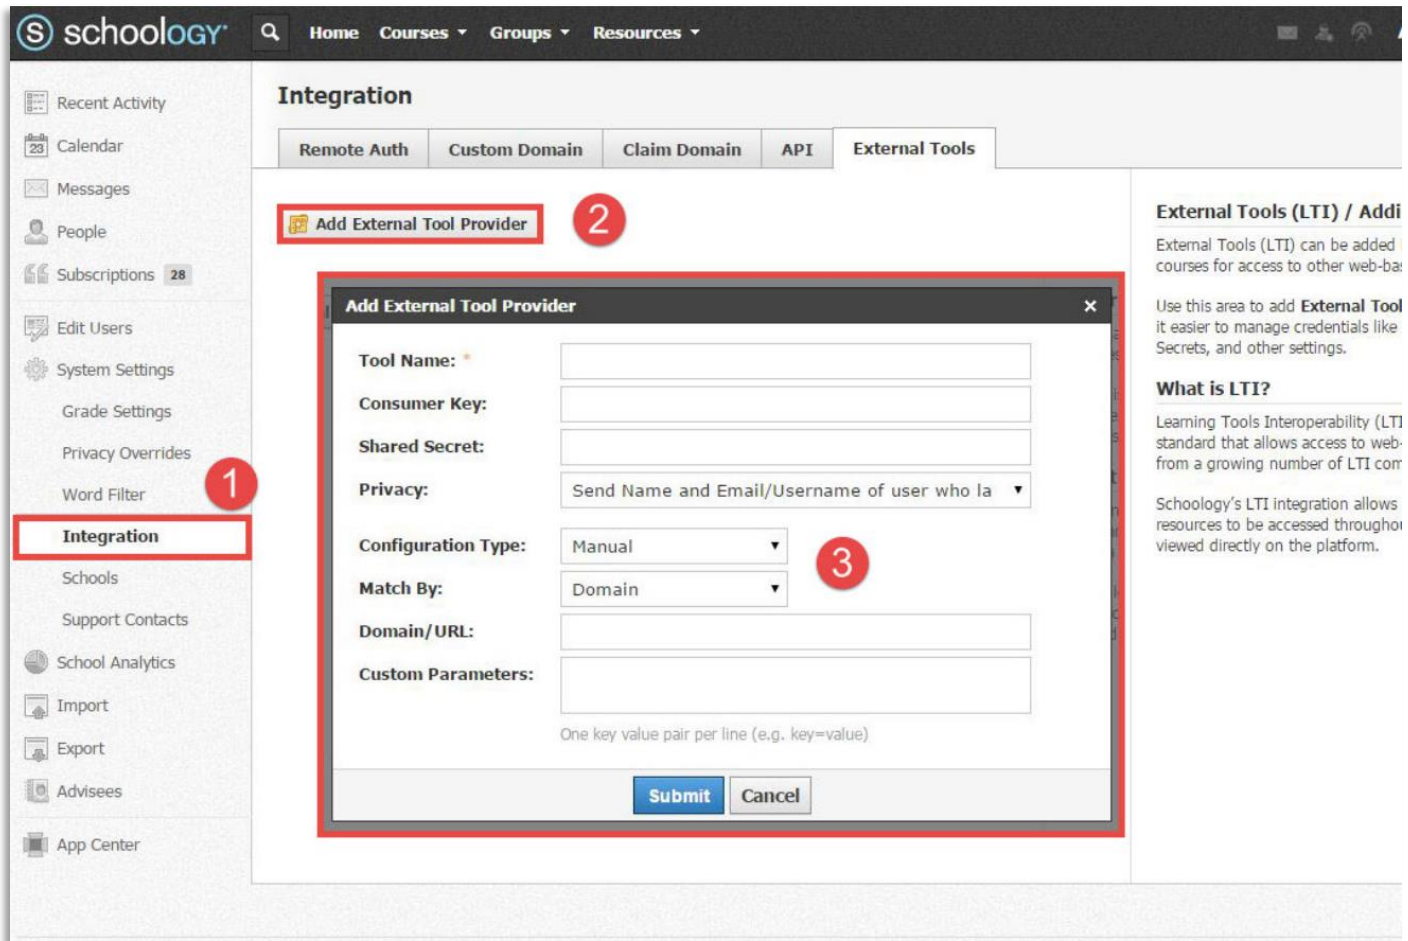 S schoology Home Courses Groups Resources
Recent Activity
23 Calendar
Messages
People
Subscriptions 28
Edit Users
System Settings
Grade Settings
Privacy Overrides
Word Filter
1
Integration
Schools
Support Contacts
School Analytics
Import
Export
Advisees
App Center
Integration
Remote Auth Custom Domain Claim Domain API External Tools
Add External Tool Provider 2
Add External Tool Provider ×
Tool Name: *
Consumer Key:
Shared Secret:
Privacy: Send Name and Email/Username of user who la
Configuration Type: Manual
3
Match By: Domain
Domain/URL:
Custom Parameters:
One key value pair per line (e.g. key=value)
Submit Cancel
External Tools (LTI) / Addi
External Tools (LTI) can be added
courses for access to other web-bas
Use this area to add External Tool
it easier to manage credentials like
Secrets, and other settings.
What is LTI?
Learning Tools Interoperability (LTI
standard that allows access to web-
from a growing number of LTI com
Schoology's LTI integration allows
resources to be accessed throughou
viewed directly on the platform.